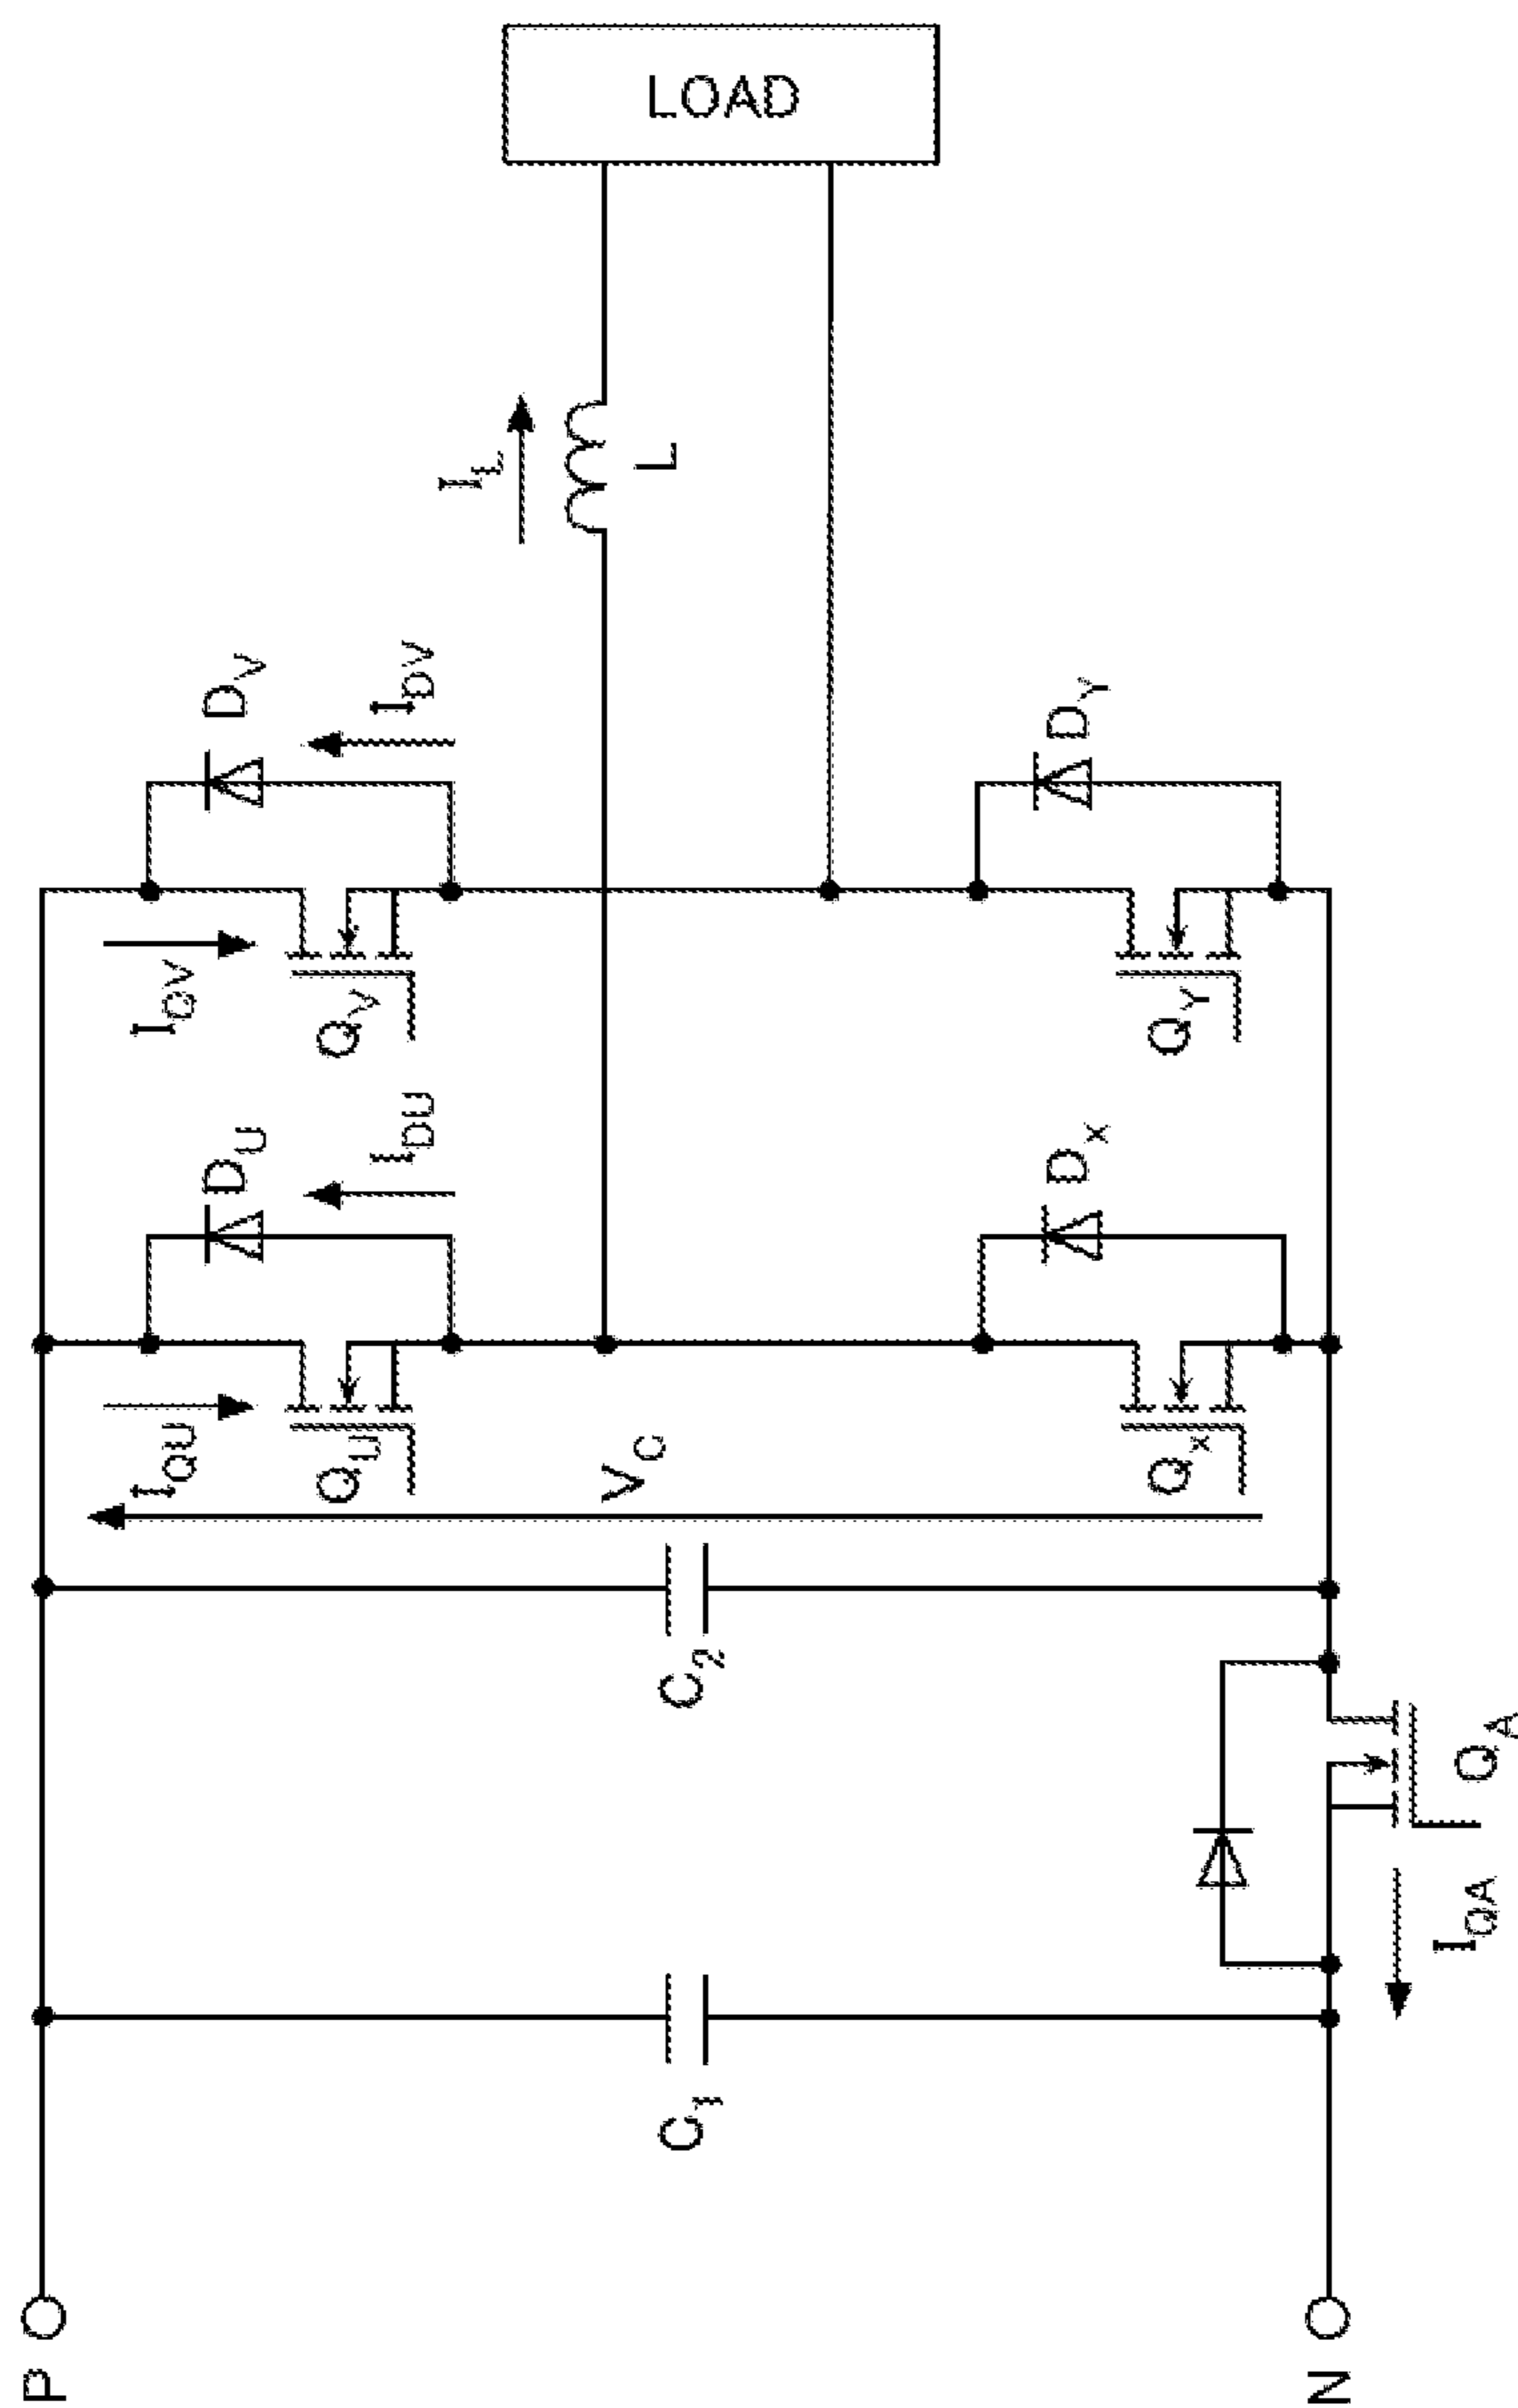 LOAD
I_L
L
D_V
I_DV
D_Y
I_QV
Q_V
Q_Y
D_U
I_DU
D_X
I_QU
Q_U
V_C
Q_X
C_2
Q_A
I_QA
C_1
P
N